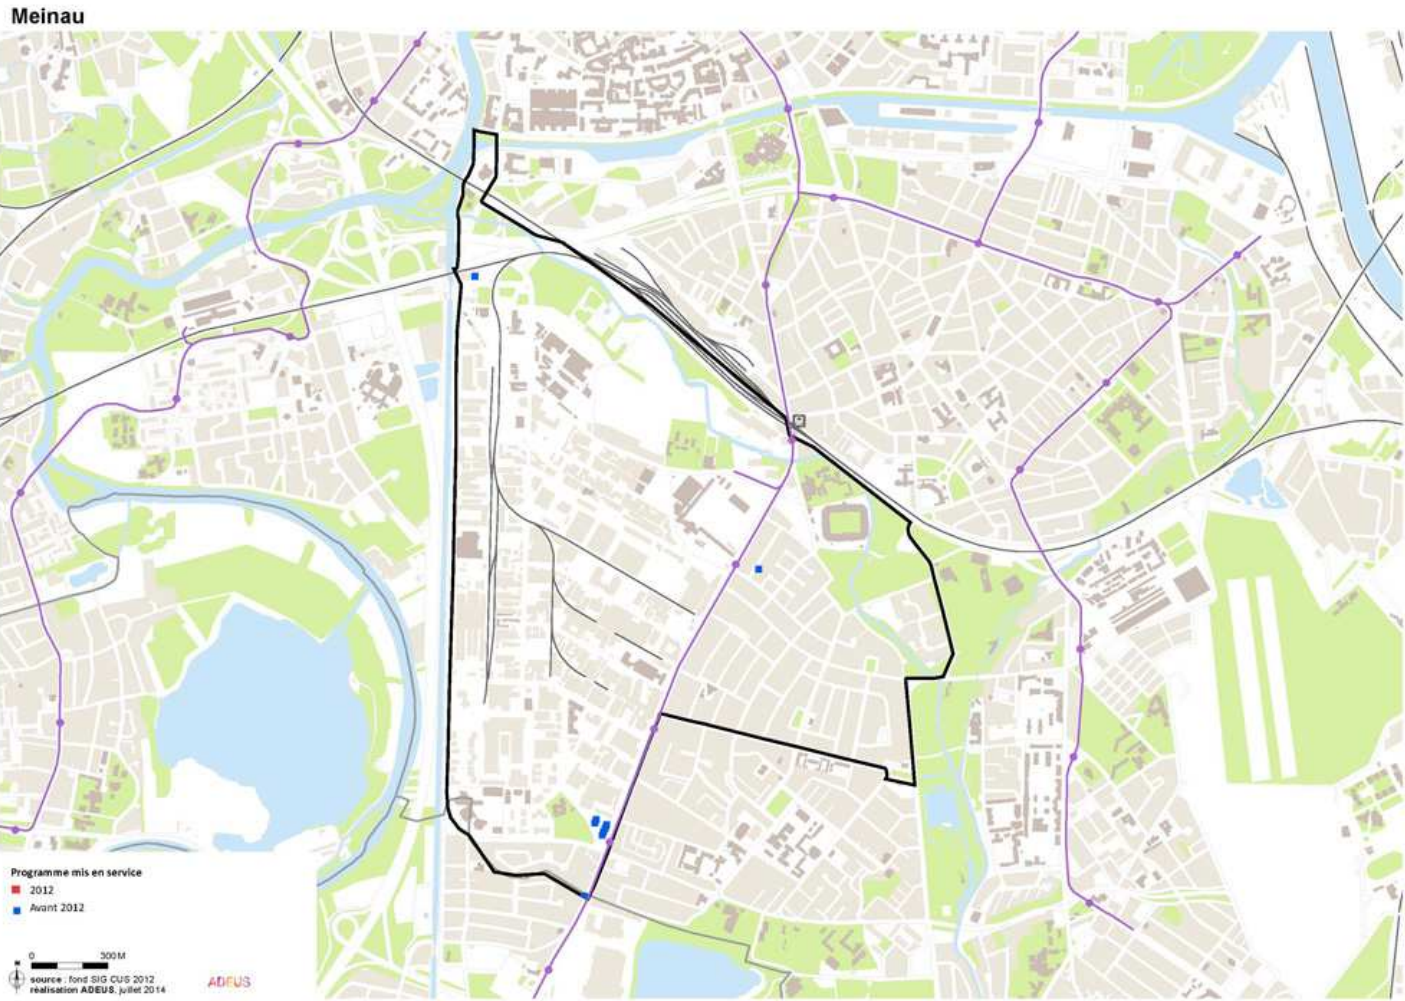 Meinau
Programme mis en service
2012
Avant 2012
0 300 M
N
source : fond SIG CUS 2012
réalisation ADEUS, juillet 2014
ADEUS